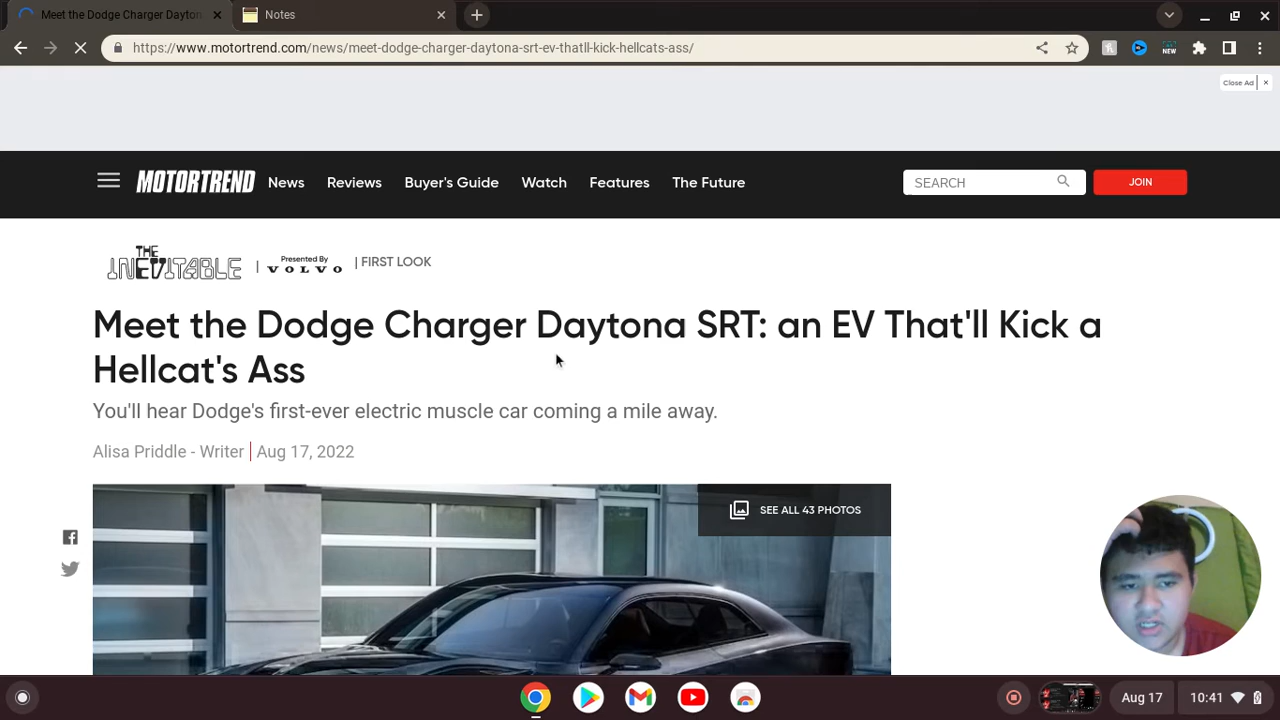 Meet the Dodge Charger Dayton
Notes
https://www.motortrend.com/news/meet-dodge-charger-daytona-srt-ev-thatll-kick-hellcats-ass/
NEW
Close Ad
MOTORTREND
News
Reviews
Buyer's Guide
Watch
Features
The Future
SEARCH
JOIN
THE
INEVITABLE
|
Presented By
VOLVO
| FIRST LOOK
Meet the Dodge Charger Daytona SRT: an EV That'll Kick a
Hellcat's Ass
You'll hear Dodge's first-ever electric muscle car coming a mile away.
Alisa Priddle - Writer | Aug 17, 2022
SEE ALL 43 PHOTOS
Aug 17
10:41